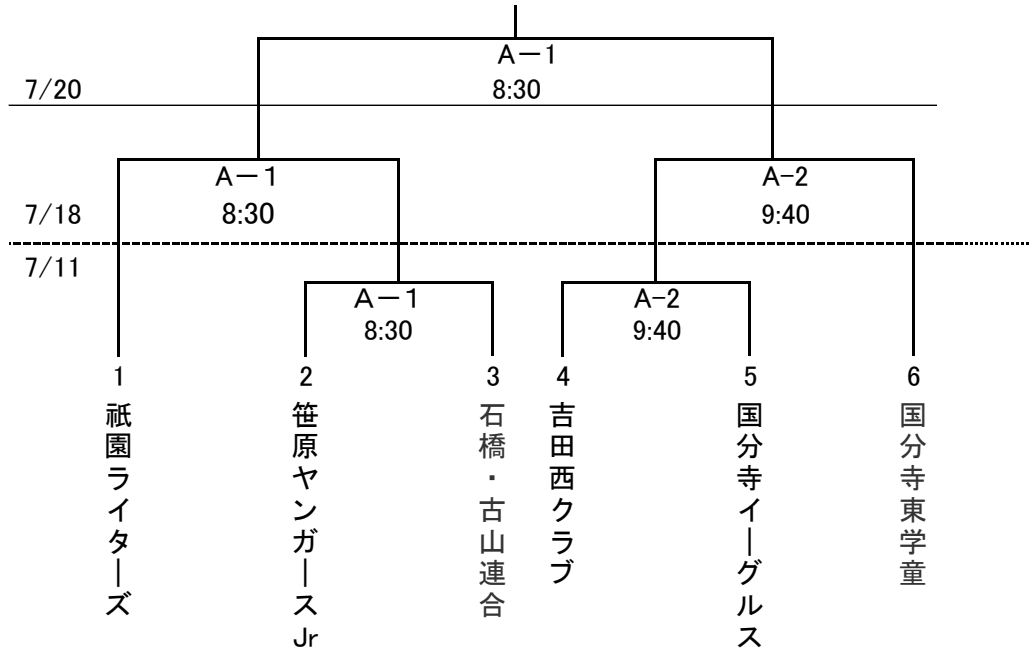 A－1
7/20
8:30
A－1
A-2
7/18
8:30
9:40
7/11
A－1
A-2
8:30
9:40
1
2
3
4
5
6
祇園ライターズ
笹原ヤンガースJr
石橋・古山連合
吉田西クラブ
国分寺イーグルス
国分寺東学童